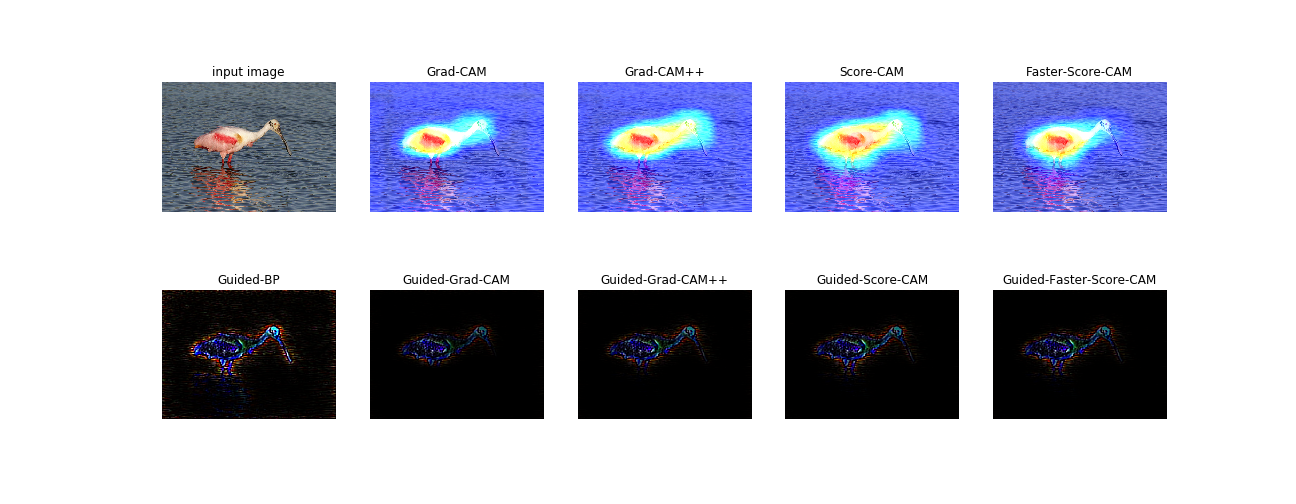 input image
Grad-CAM
Grad-CAM++
Score-CAM
Faster-Score-CAM
Guided-BP
Guided-Grad-CAM
Guided-Grad-CAM++
Guided-Score-CAM
Guided-Faster-Score-CAM